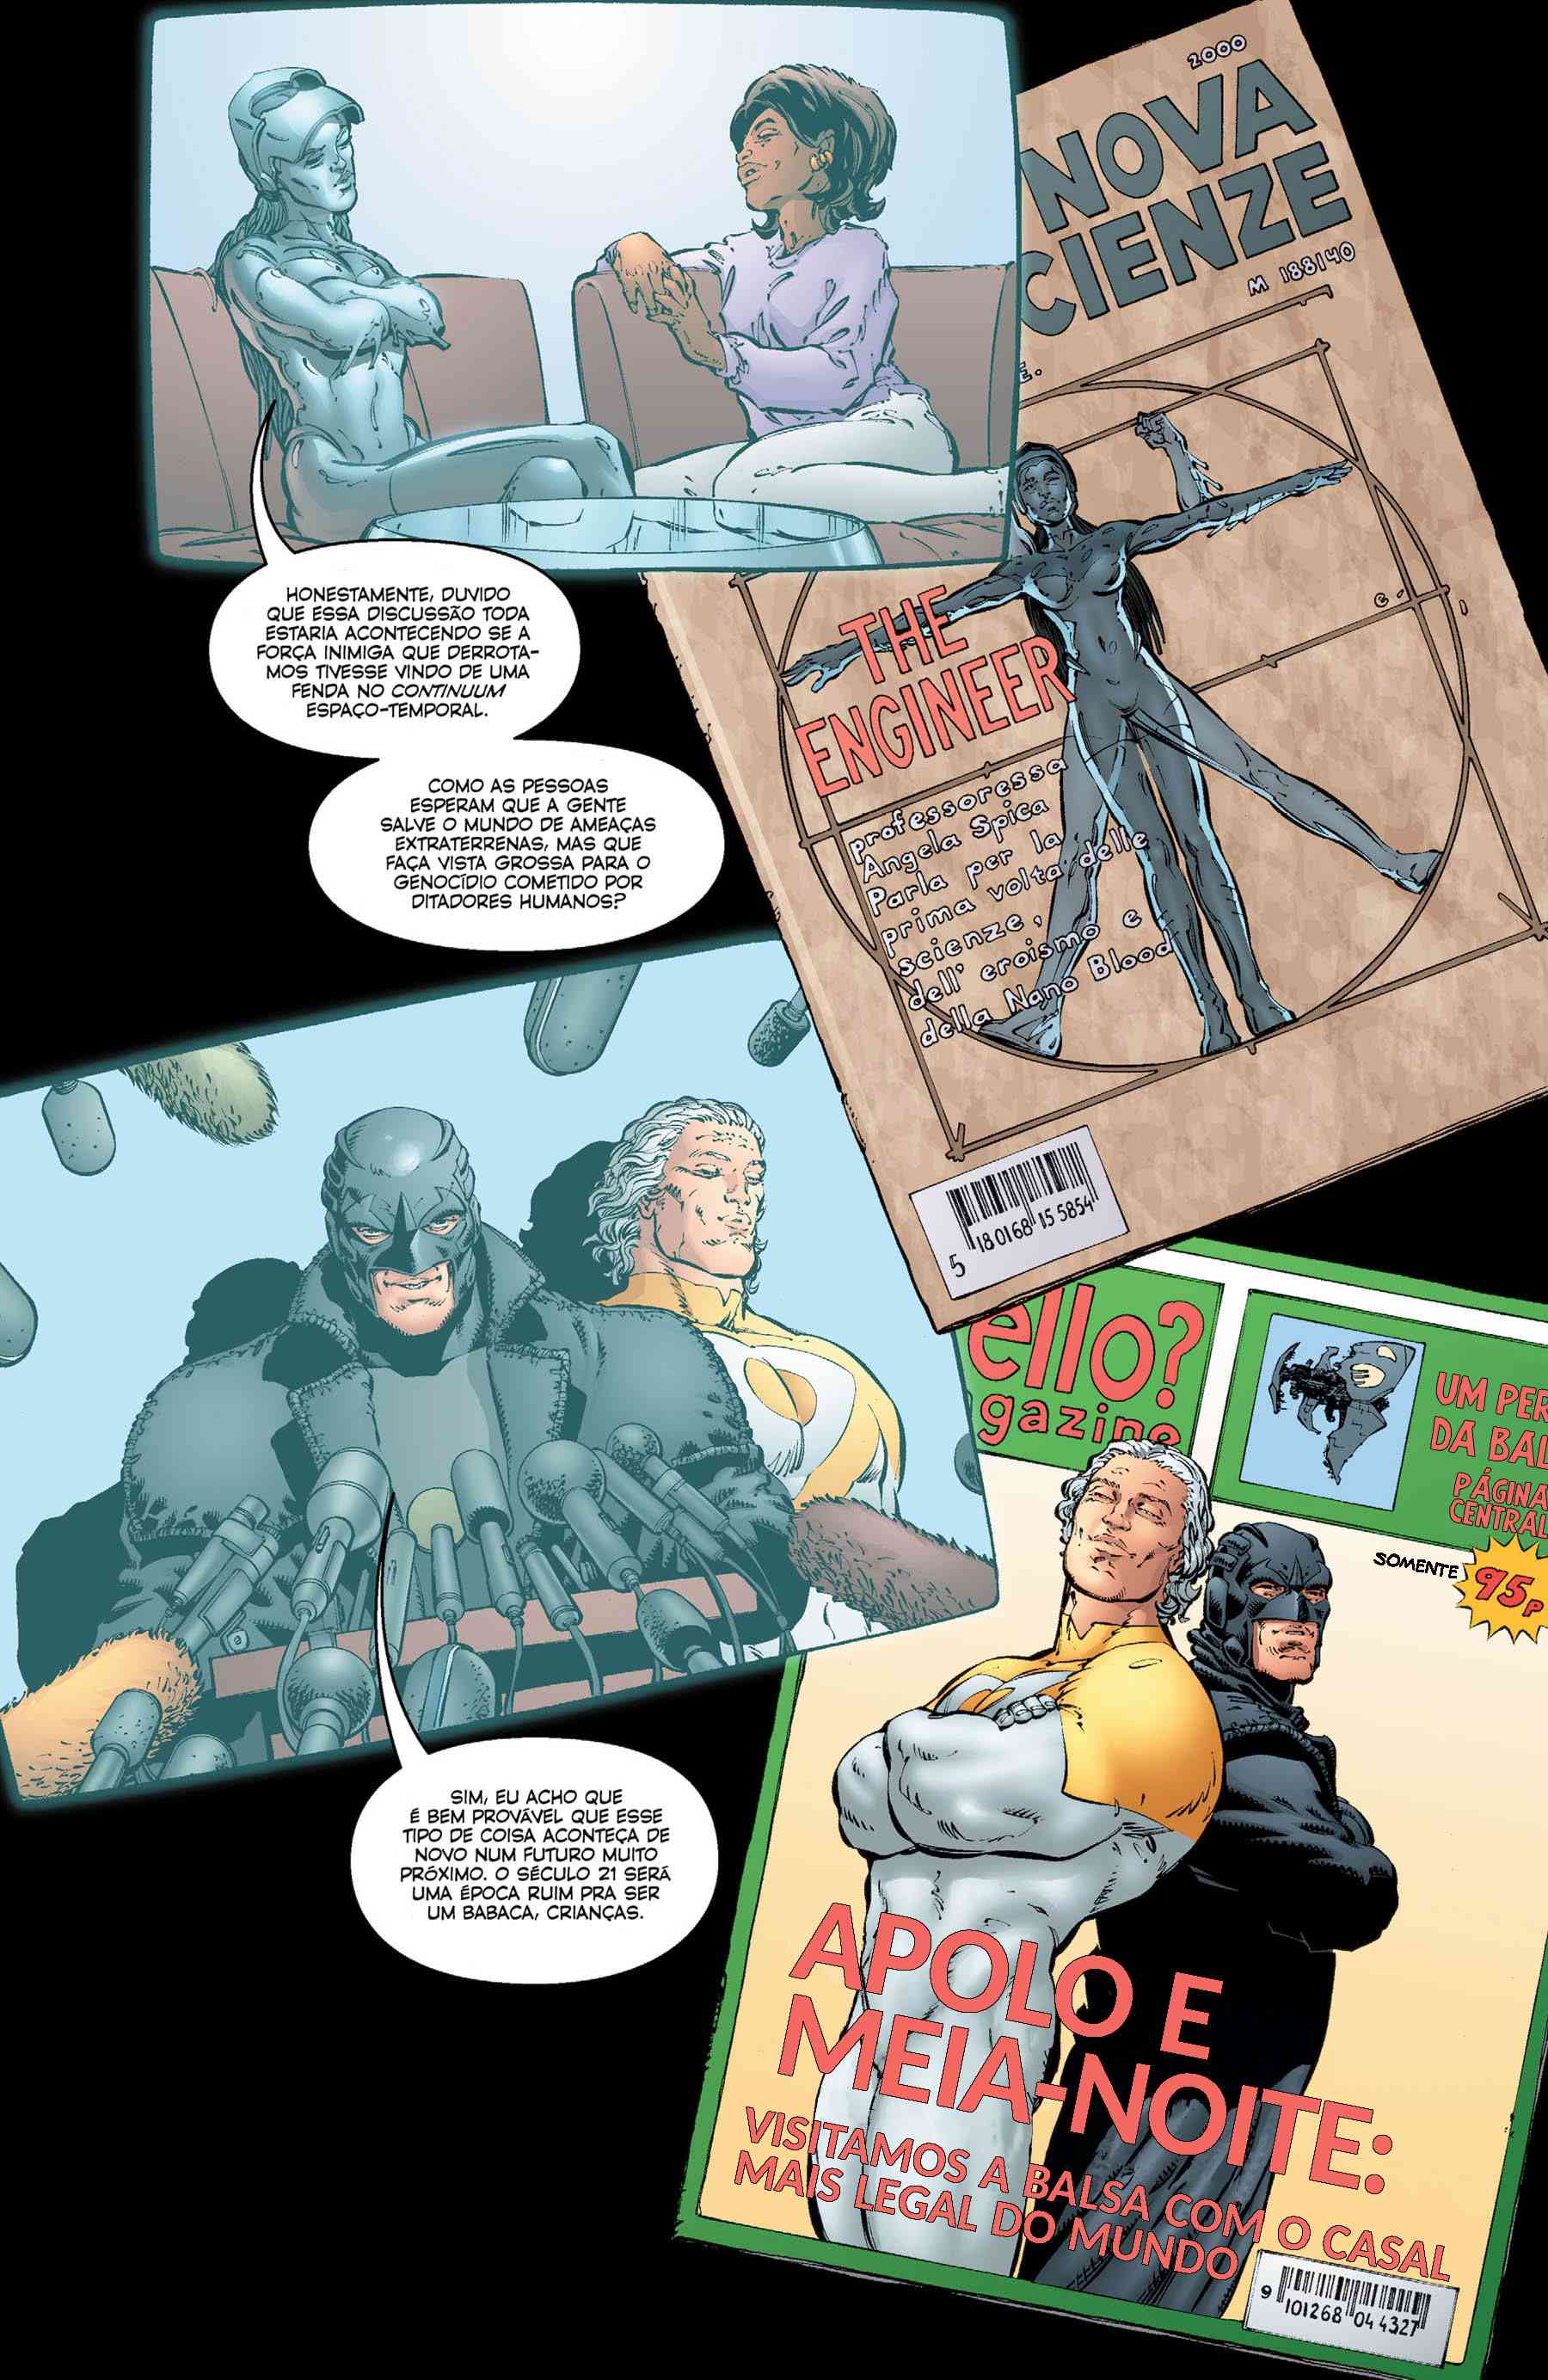 2000
NOVA
CIENZE
M 188140
E.
HONESTAMENTE, DUVIDO
QUE ESSA DISCUSSÃO TODA
ESTARIA ACONTECENDO SE A
FORÇA INIMIGA QUE DERROTA-
MOS TIVESSE VINDO DE UMA
FENDA NO CONTINUUM
ESPAÇO-TEMPORAL.
COMO AS PESSOAS
ESPERAM QUE A GENTE
SALVE O MUNDO DE AMEAÇAS
EXTRATERRENAS, MAS QUE
FAÇA VISTA GROSSA PARA O
GENOCÍDIO COMETIDO POR
DITADORES HUMANOS?
THE
ENGINEER
Professoressa
Angela Spica
Parla per la
prima volta delle
scienze,
dell' eroismo e
della Nano Blood
5 180168 15 5854
ello?
gazine
UM PER
DA BAL
PÁGINA
CENTRAL
SOMENTE
95p
SIM, EU ACHO QUE
É BEM PROVÁVEL QUE ESSE
TIPO DE COISA ACONTEÇA DE
NOVO NUM FUTURO MUITO
PRÓXIMO. O SÉCULO 21 SERÁ
UMA ÉPOCA RUIM PRA SER
UM BABACA, CRIANÇAS.
APOLO E
MEIA-NOITE:
VISITAMOS A BALSA COM O CASAL
MAIS LEGAL DO MUNDO
9 101268 04 4327